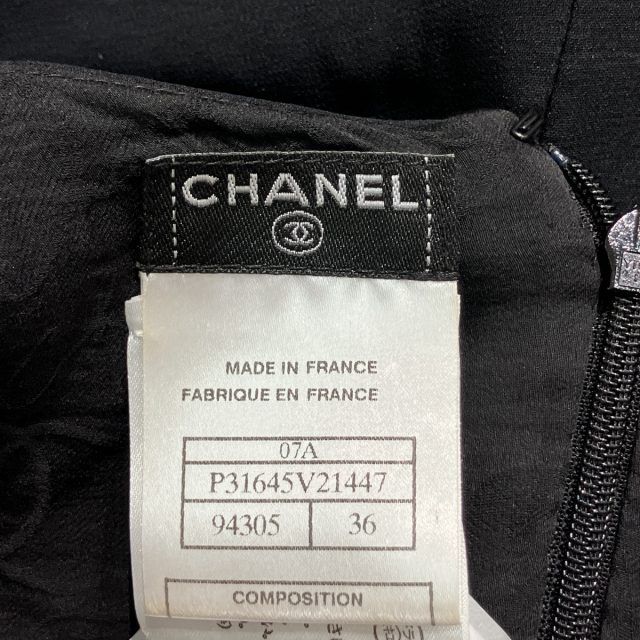 CHANEL
MADE IN FRANCE
FABRIQUE EN FRANCE
07A
P31645V21447
94305 36
COMPOSITION